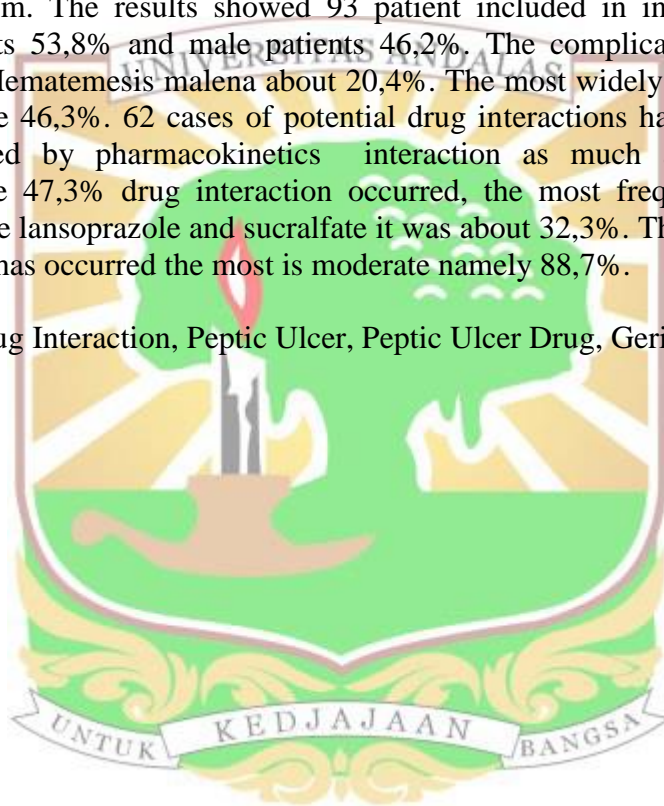 m. The results showed 93 patient included in in
ts 53,8% and male patients 46,2%. The complica
UNIVERSITAS ANDALAS
Hematemesis malena about 20,4%. The most widely
e 46,3%. 62 cases of potential drug interactions ha
ed by pharmacokinetics interaction as much
e 47,3% drug interaction occurred, the most freq
e lansoprazole and sucralfate it was about 32,3%. Th
has occurred the most is moderate namely 88,7%.
ug Interaction, Peptic Ulcer, Peptic Ulcer Drug, Geri
UNTUK KEDJAJAAN BANGSA